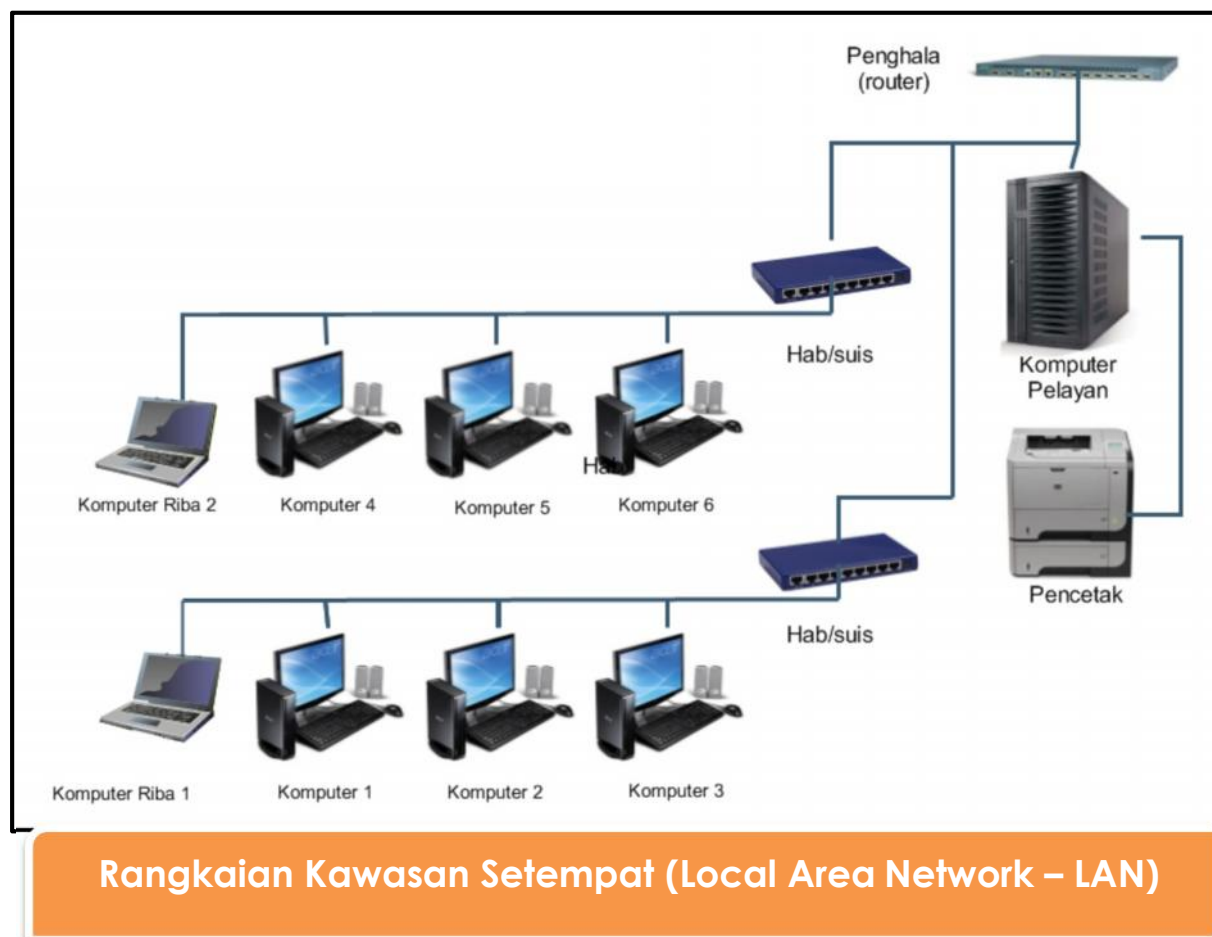 Penghala
(router)
Hab/suis
Komputer
Pelayan
Hab
Komputer Riba 2
Komputer 4
Komputer 5
Komputer 6
Pencetak
Hab/suis
Komputer Riba 1
Komputer 1
Komputer 2
Komputer 3
Rangkaian Kawasan Setempat (Local Area Network – LAN)